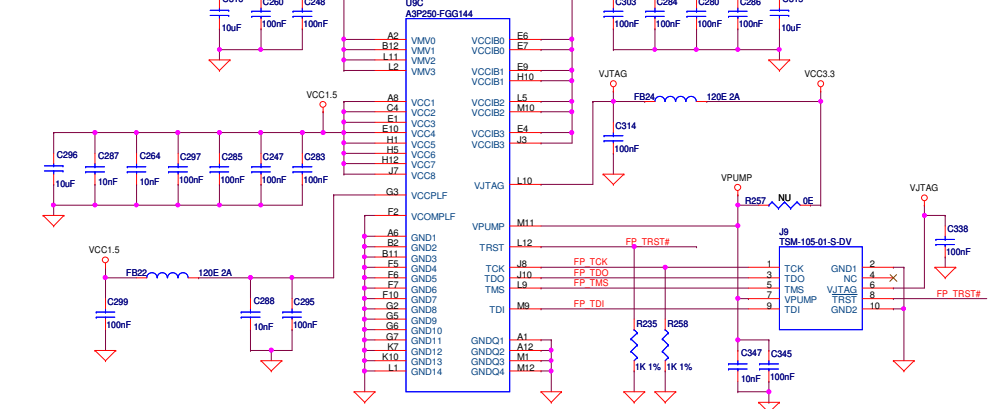 U9C
A3P250-FGG144
C260
C248
10uF
100nF
100nF
C303
C284
C280
C286
100nF
100nF
100nF
100nF
10uF
A2
B12
L11
L2
VMV0
VMV1
VMV2
VMV3
VCCIB0
VCCIB0
E6
E7
VCCIB1
VCCIB1
E9
H10
VCCIB2
VCCIB2
L5
M10
VCCIB3
VCCIB3
E4
J3
VJTAG
L10
VCC1.5
A8
C4
E1
E10
H1
H5
H12
J7
VCC1
VCC2
VCC3
VCC4
VCC5
VCC6
VCC7
VCC8
G3
VCCPLF
F2
VCOMPLF
C296
C287
C264
C297
C285
C247
C283
10uF
10nF
10nF
100nF
100nF
100nF
100nF
VJTAG
FB24
120E 2A
VCC3.3
C314
100nF
VPUMP
R257
NU
0E
VJTAG
C338
100nF
VPUMP
M11
TRST
L12
FP_TRST#
TCK
J8
FP_TCK
TDO
J10
FP_TDO
TMS
L9
FP_TMS
TDI
M9
FP_TDI
A6
B2
B11
F5
F6
F7
F10
G2
G5
G6
G7
K7
K10
L1
GND1
GND2
GND3
GND4
GND5
GND6
GND7
GND8
GND9
GND10
GND11
GND12
GND13
GND14
GNDQ1
GNDQ2
GNDQ3
GNDQ4
A1
A12
M1
M12
VCC1.5
FB22
120E 2A
C299
100nF
C288
10nF
C295
100nF
R235
1K 1%
R258
1K 1%
J9
TSM-105-01-S-DV
1
3
5
7
9
TCK
TDO
TMS
VPUMP
TDI
GND1
NC
VJTAG
TRST
GND2
2
4
6
8
10
FP_TRST#
C347
10nF
C345
100nF